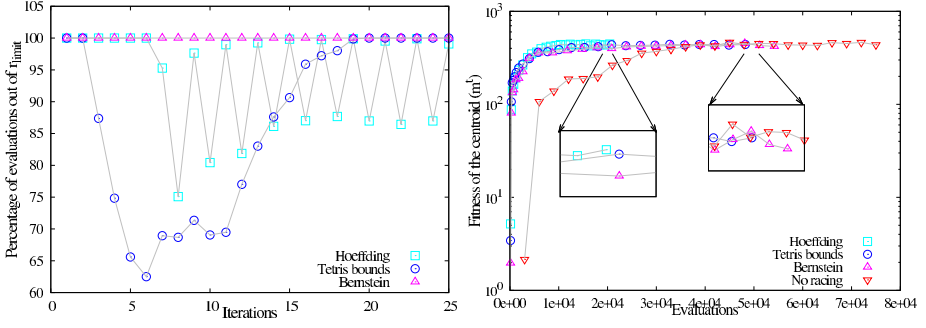 105
100
95
90
85
80
75
70
65
60
0
5
10
15
20
25
Percentage of evaluations out of r_limit
Iterations
Hoeffding
Tetris bounds
Bernstein
10^3
10^2
10^1
10^0
0e+00
1e+04
2e+04
3e+04
4e+04
5e+04
6e+04
7e+04
8e+04
Fitness of the centroid (m^t)
Evaluations
Hoeffding
Tetris bounds
Bernstein
No racing